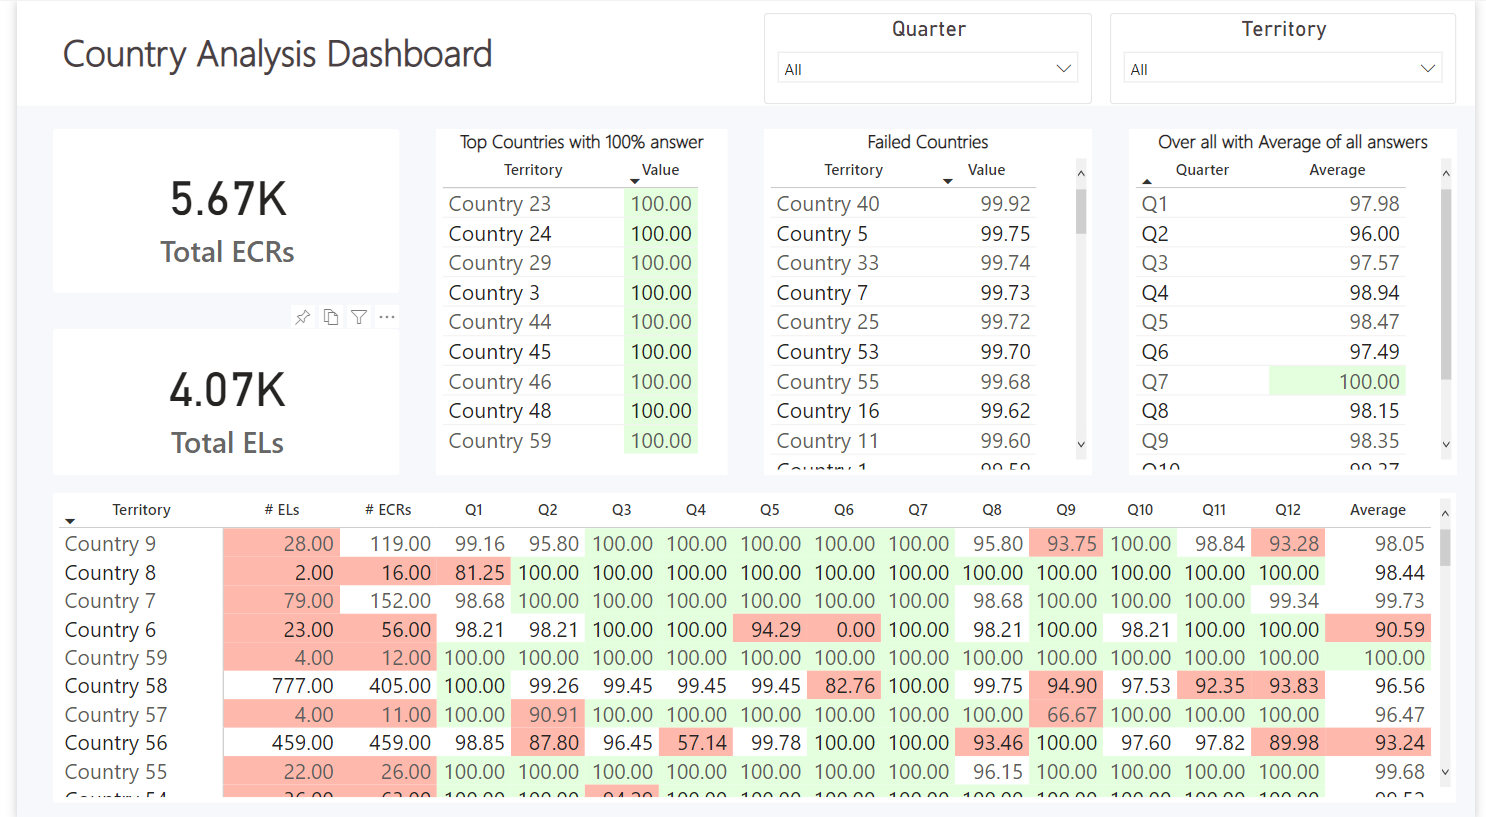 Country Analysis Dashboard
Quarter
All
Territory
All
5.67K
Total ECRs
4.07K
Total ELs
Top Countries with 100% answer
Territory Value
Country 23 100.00
Country 24 100.00
Country 29 100.00
Country 3 100.00
Country 44 100.00
Country 45 100.00
Country 46 100.00
Country 48 100.00
Country 59 100.00
Failed Countries
Territory Value
Country 40 99.92
Country 5 99.75
Country 33 99.74
Country 7 99.73
Country 25 99.72
Country 53 99.70
Country 55 99.68
Country 16 99.62
Country 11 99.60
Over all with Average of all answers
Quarter Average
Q1 97.98
Q2 96.00
Q3 97.57
Q4 98.94
Q5 98.47
Q6 97.49
Q7 100.00
Q8 98.15
Q9 98.35
Territory # ELs # ECRs Q1 Q2 Q3 Q4 Q5 Q6 Q7 Q8 Q9 Q10 Q11 Q12 Average
Country 9 28.00 119.00 99.16 95.80 100.00 100.00 100.00 100.00 100.00 95.80 93.75 100.00 98.84 93.28 98.05
Country 8 2.00 16.00 81.25 100.00 100.00 100.00 100.00 100.00 100.00 100.00 100.00 100.00 100.00 100.00 98.44
Country 7 79.00 152.00 98.68 100.00 100.00 100.00 100.00 100.00 100.00 98.68 100.00 100.00 100.00 99.34 99.73
Country 6 23.00 56.00 98.21 98.21 100.00 100.00 94.29 0.00 100.00 98.21 100.00 98.21 100.00 100.00 90.59
Country 59 4.00 12.00 100.00 100.00 100.00 100.00 100.00 100.00 100.00 100.00 100.00 100.00 100.00 100.00 100.00
Country 58 777.00 405.00 100.00 99.26 99.45 99.45 99.45 82.76 100.00 99.75 94.90 97.53 92.35 93.83 96.56
Country 57 4.00 11.00 100.00 90.91 100.00 100.00 100.00 100.00 100.00 100.00 66.67 100.00 100.00 100.00 96.47
Country 56 459.00 459.00 98.85 87.80 96.45 57.14 99.78 100.00 100.00 93.46 100.00 97.60 97.82 89.98 93.24
Country 55 22.00 26.00 100.00 100.00 100.00 100.00 100.00 100.00 100.00 96.15 100.00 100.00 100.00 100.00 99.68